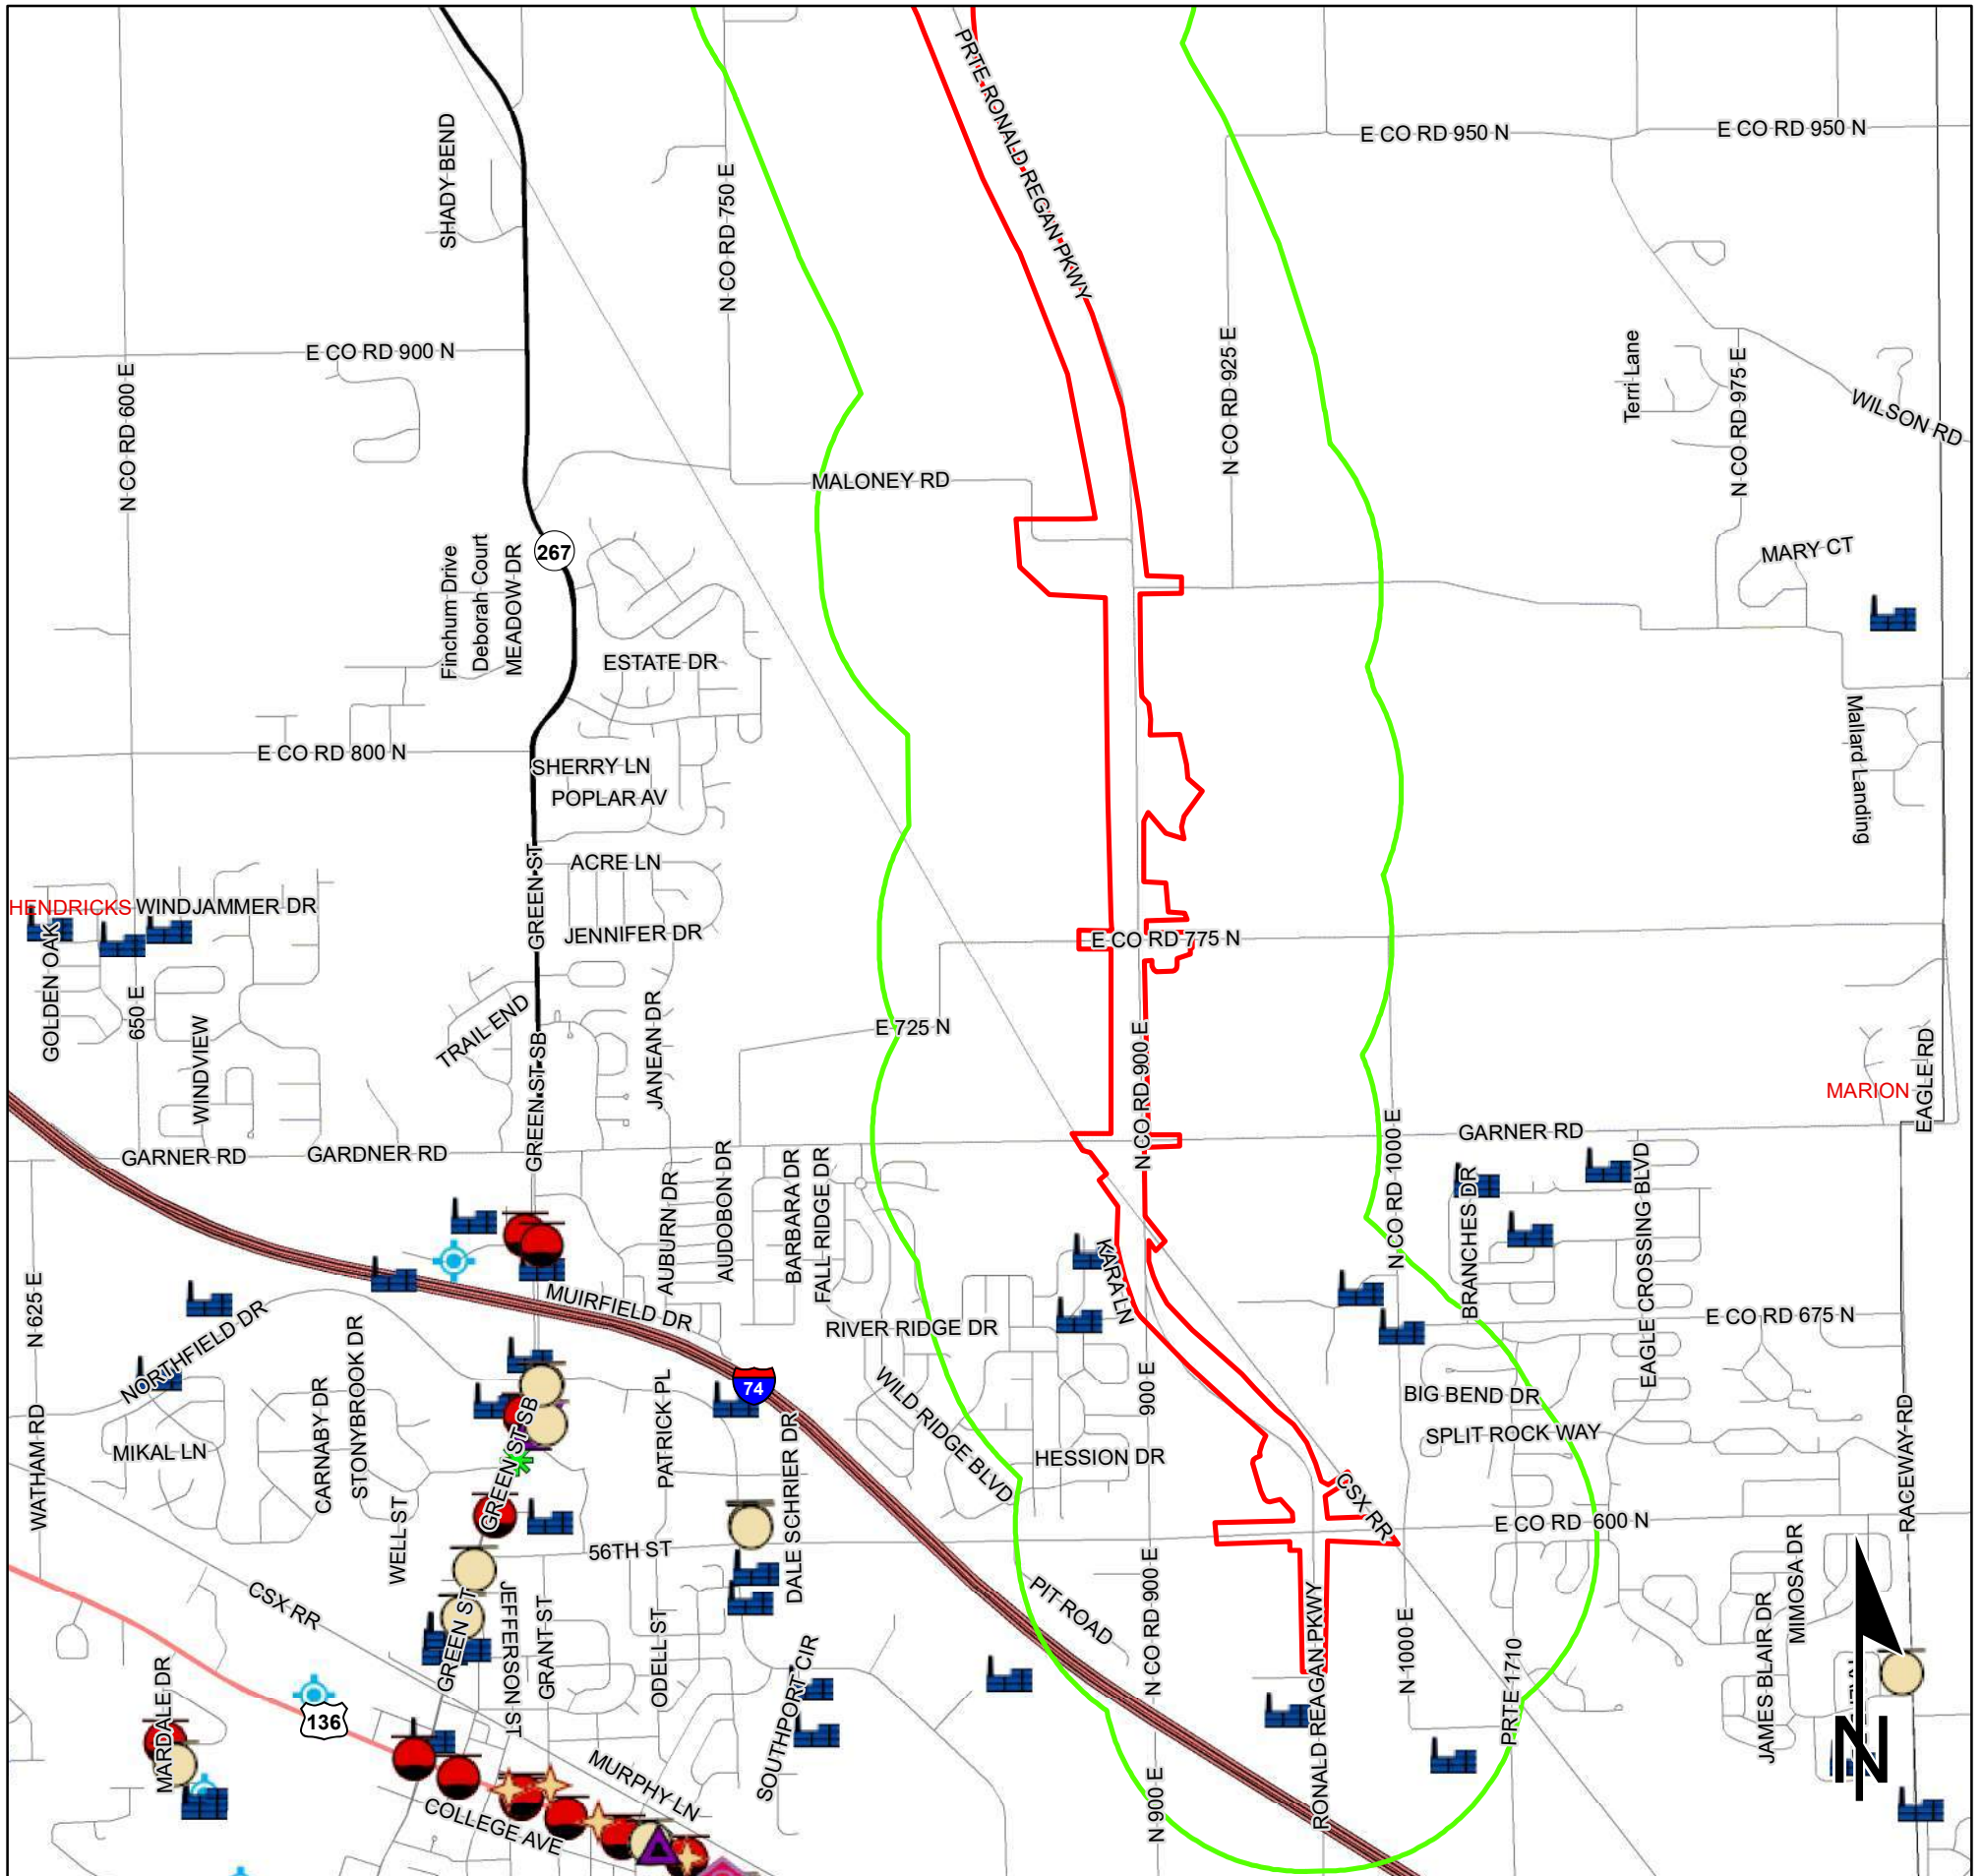 PRTE RONALD REGAN PKWY
E CO RD 950 N
E CO RD 950 N
SHADY BEND
N CO RD 750 E
E CO RD 900 N
N CO RD 600 E
N CO RD 925 E
Terri Lane
N CO RD 975 E
WILSON RD
MALONEY RD
267
Finchum Drive
Deborah Court
MEADOW DR
MARY CT
ESTATE DR
E CO RD 800 N
SHERRY LN
POPLAR AV
Mallard Landing
GREEN ST
ACRE LN
HENDRICKS
WINDJAMMER DR
JENNIFER DR
E CO RD 775 N
GOLDEN OAK
650 E
WINDVIEW
TRAIL END
GREEN ST SB
JANEAN DR
E 725 N
N CO RD 900 E
MARION
EAGLE RD
N CO RD 1000 E
GARNER RD
GARNER RD
GARDNER RD
AUBURN DR
AUDOBON DR
BARBARA DR
FALL RIDGE DR
BRANCHES DR
EAGLE CROSSING BLVD
KARA LN
N 625 E
NORTHFIELD DR
MUIRFIELD DR
RIVER RIDGE DR
E CO RD 675 N
STONYBROOK DR
CARNABY DR
74
PATRICK PL
WILD RIDGE BLVD
900 E
BIG BEND DR
SPLIT ROCK WAY
WATHAM RD
MIKAL LN
GREEN ST SB
DALE SCHRIER DR
HESSION DR
RACEWAY RD
CSX RR
WELL ST
56TH ST
E CO RD 600 N
CSX RR
GREEN ST
JEFFERSON ST
GRANT ST
ODELL ST
SOUTHPORT CIR
PIT ROAD
N CO RD 900 E
RONALD REAGAN PKWY
N 1000 E
PRTE 1710
JAMES BLAIR DR
MIMOSA DR
N
MARDALE DR
136
MURPHY LN
COLLEGE AVE
N 900 E